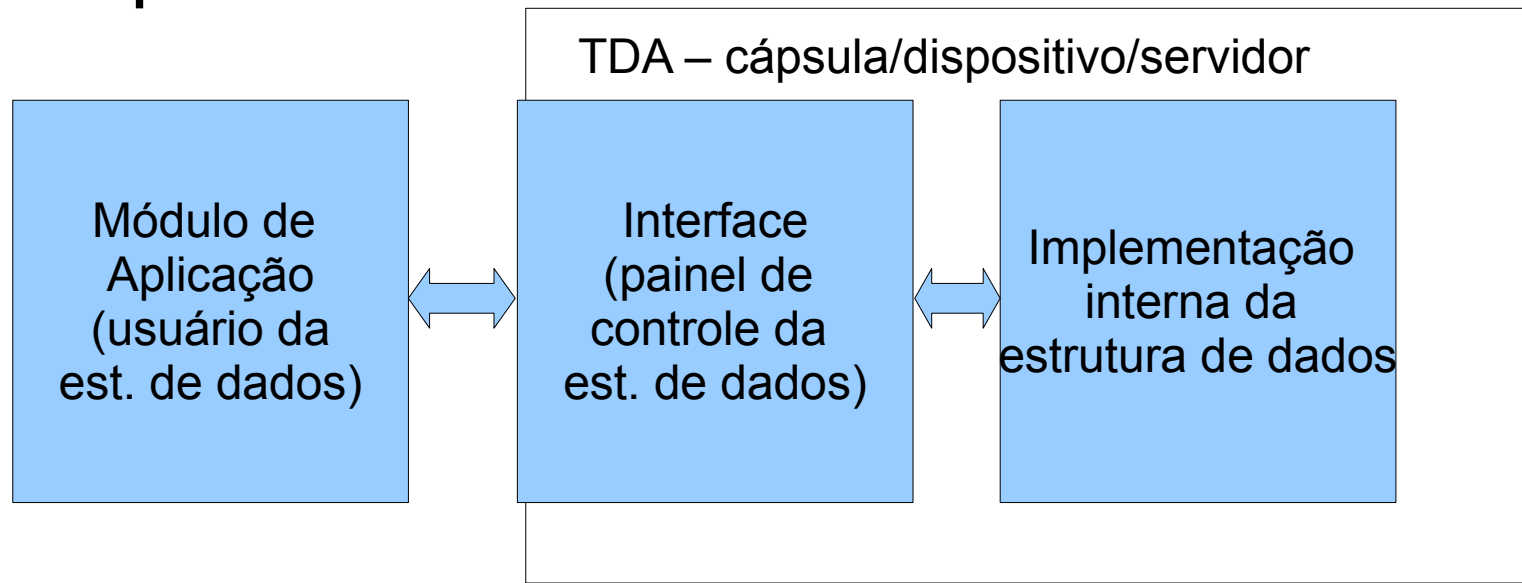 TDA – cápsula/dispositivo/servidor
Módulo de
Aplicação
(usuário da
est. de dados)
Interface
(painel de
controle da
est. de dados)
Implementação
interna da
estrutura de dados